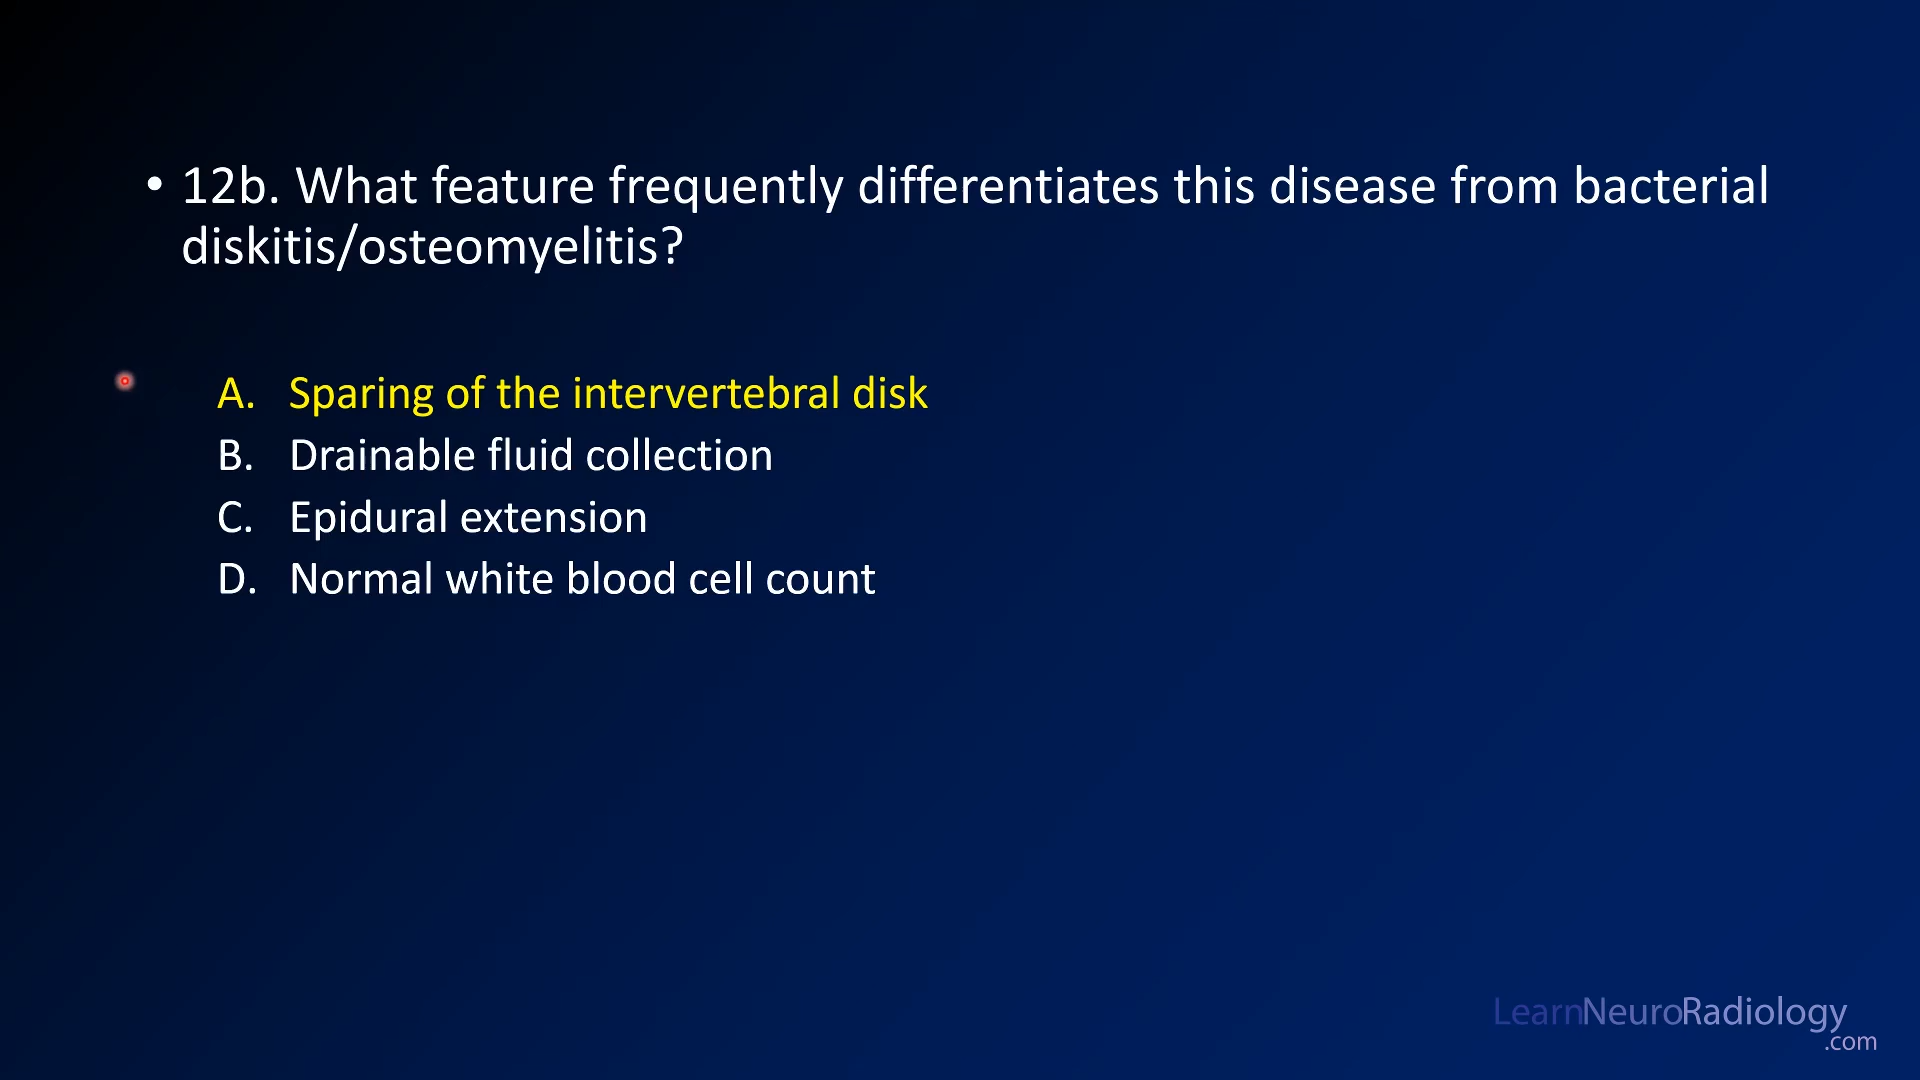 • 12b. What feature frequently differentiates this disease from bacterial
diskitis/osteomyelitis?
A. Sparing of the intervertebral disk
B. Drainable fluid collection
C. Epidural extension
D. Normal white blood cell count
LearnNeuroRadiology
.com